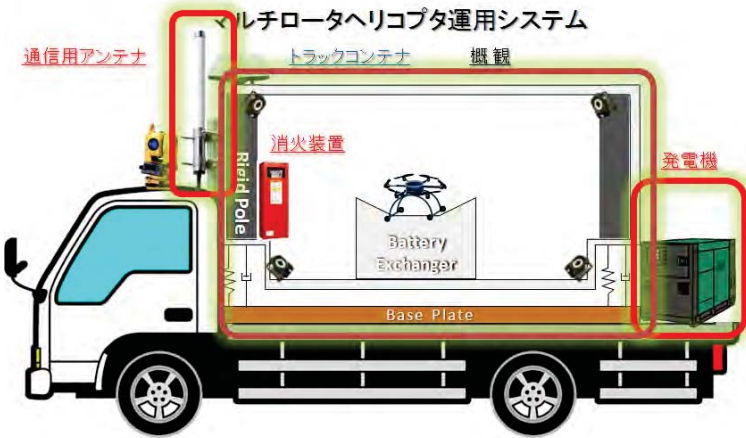 マルチロータヘリコプタ運用システム
通信用アンテナ
トラックコンテナ
概観
消火装置
発電機
Rigid Pole
Battery
Exchanger
Base Plate